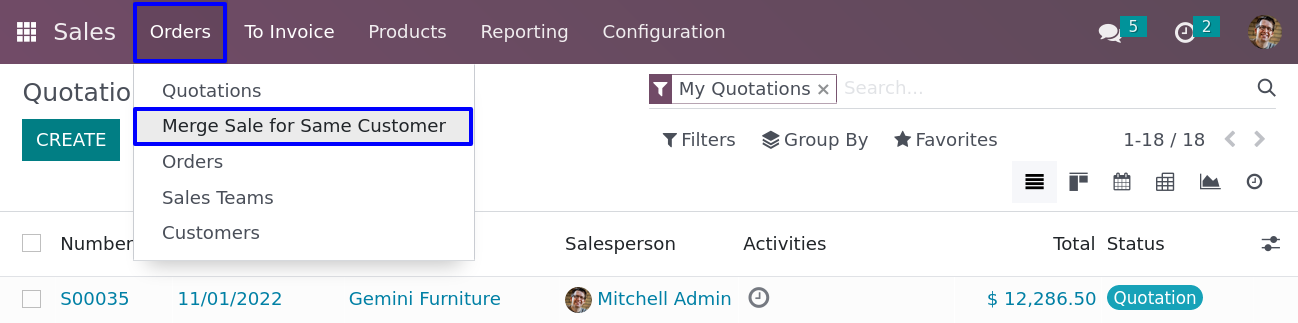 Sales Orders To Invoice Products Reporting Configuration 5 2
Quotatio My Quotations × Search...
Quotations
CREATE Merge Sale for Same Customer Filters Group By Favorites 1-18 / 18
Orders
Sales Teams
Customers
Number Salesperson Activities Total Status
S00035 11/01/2022 Gemini Furniture Mitchell Admin $ 12,286.50 Quotation